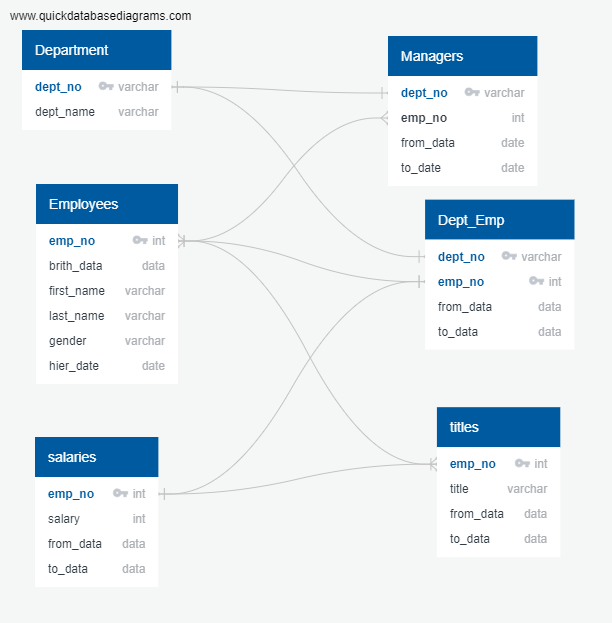 www.quickdatabasediagrams.com
Department
dept_no varchar
dept_name varchar
Managers
dept_no varchar
emp_no int
from_data date
to_date date
Employees
emp_no int
brith_data data
first_name varchar
last_name varchar
gender varchar
hier_date date
Dept_Emp
dept_no varchar
emp_no int
from_data data
to_data data
salaries
emp_no int
salary int
from_data data
to_data data
titles
emp_no int
title varchar
from_data data
to_data data